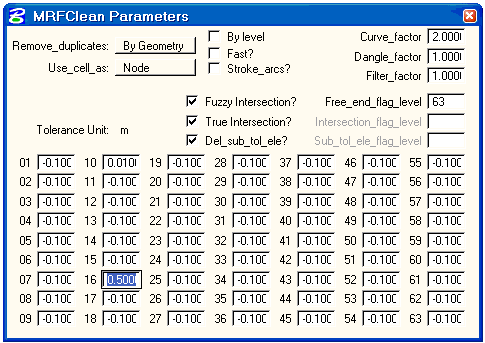 MRFClean Parameters
Remove_duplicates: By Geometry By level Curve_factor 2.000
Fast? Dangle_factor 1.000
Use_cell_as: Node Stroke_arcs? Filter_factor 1.000
Fuzzy Intersection? Free_end_flag_level 63
Tolerance Unit: m True Intersection? Intersection_flag_level
Del_sub_tol_ele? Sub_tol_ele_flag_level
01 -0.100 10 0.010 19 -0.100 28 -0.100 37 -0.100 46 -0.100 55 -0.100
02 -0.100 11 -0.100 20 -0.100 29 -0.100 38 -0.100 47 -0.100 56 -0.100
03 -0.100 12 -0.100 21 -0.100 30 -0.100 39 -0.100 48 -0.100 57 -0.100
04 -0.100 13 -0.100 22 -0.100 31 -0.100 40 -0.100 49 -0.100 58 -0.100
05 -0.100 14 -0.100 23 -0.100 32 -0.100 41 -0.100 50 -0.100 59 -0.100
06 -0.100 15 -0.100 24 -0.100 33 -0.100 42 -0.100 51 -0.100 60 -0.100
07 -0.100 16 0.500 25 -0.100 34 -0.100 43 -0.100 52 -0.100 61 -0.100
08 -0.100 17 -0.100 26 -0.100 35 -0.100 44 -0.100 53 -0.100 62 -0.100
09 -0.100 18 -0.100 27 -0.100 36 -0.100 45 -0.100 54 -0.100 63 -0.100